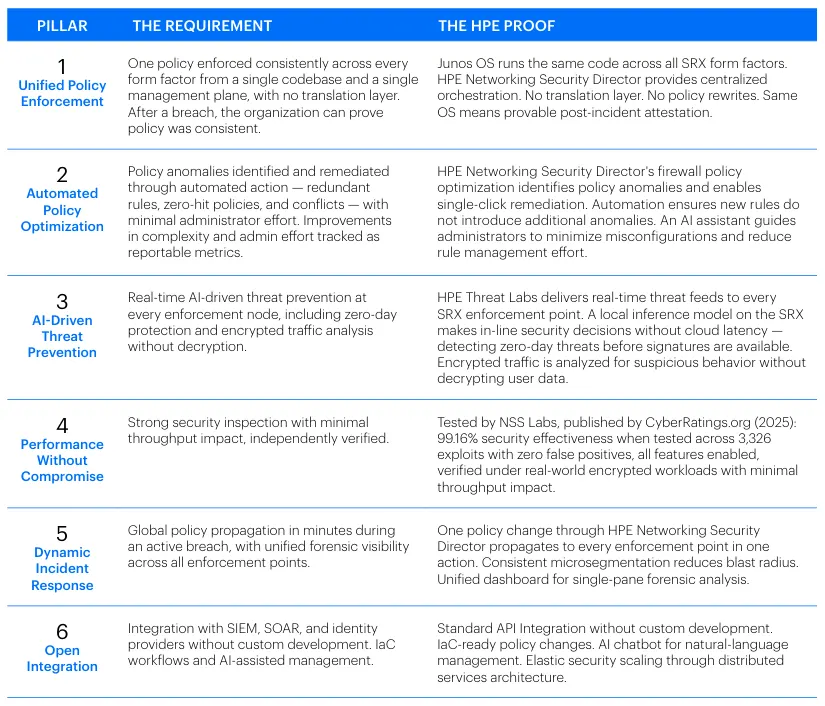 PILLAR THE REQUIREMENT THE HPE PROOF
1
Unified Policy
Enforcement
One policy enforced consistently across every
form factor from a single codebase and a single
management plane, with no translation layer.
After a breach, the organization can prove
policy was consistent.
Junos OS runs the same code across all SRX form factors.
HPE Networking Security Director provides centralized
orchestration. No translation layer. No policy rewrites. Same
OS means provable post-incident attestation.
2
Automated
Policy
Optimization
Policy anomalies identified and remediated
through automated action — redundant
rules, zero-hit policies, and conflicts — with
minimal administrator effort. Improvements
in complexity and admin effort tracked as
reportable metrics.
HPE Networking Security Director's firewall policy
optimization identifies policy anomalies and enables
single-click remediation. Automation ensures new rules do
not introduce additional anomalies. An AI assistant guides
administrators to minimize misconfigurations and reduce
rule management effort.
3
AI-Driven
Threat
Prevention
Real-time AI-driven threat prevention at
every enforcement node, including zero-day
protection and encrypted traffic analysis
without decryption.
HPE Threat Labs delivers real-time threat feeds to every
SRX enforcement point. A local inference model on the SRX
makes in-line security decisions without cloud latency —
detecting zero-day threats before signatures are available.
Encrypted traffic is analyzed for suspicious behavior without
decrypting user data.
4
Performance
Without
Compromise
Strong security inspection with minimal
throughput impact, independently verified.
Tested by NSS Labs, published by CyberRatings.org (2025):
99.16% security effectiveness when tested across 3,326
exploits with zero false positives, all features enabled,
verified under real-world encrypted workloads with minimal
throughput impact.
5
Dynamic
Incident
Response
Global policy propagation in minutes during
an active breach, with unified forensic visibility
across all enforcement points.
One policy change through HPE Networking Security
Director propagates to every enforcement point in one
action. Consistent microsegmentation reduces blast radius.
Unified dashboard for single-pane forensic analysis.
6
Open
Integration
Integration with SIEM, SOAR, and identity
providers without custom development. IaC
workflows and AI-assisted management.
Standard API Integration without custom development.
IaC-ready policy changes. AI chatbot for natural-language
management. Elastic security scaling through distributed
services architecture.